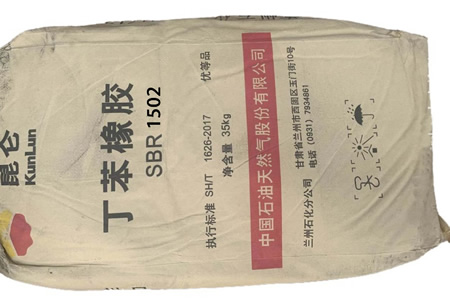 昆仑
KunLun
丁苯橡胶
SBR 1502
执行标准 SH/T 1626-2017 优等品
净含量:35kg
中国石油天然气股份有限公司
甘肃省兰州市西固区玉门街10号
兰州石化分公司 电话 (0931) 7934861